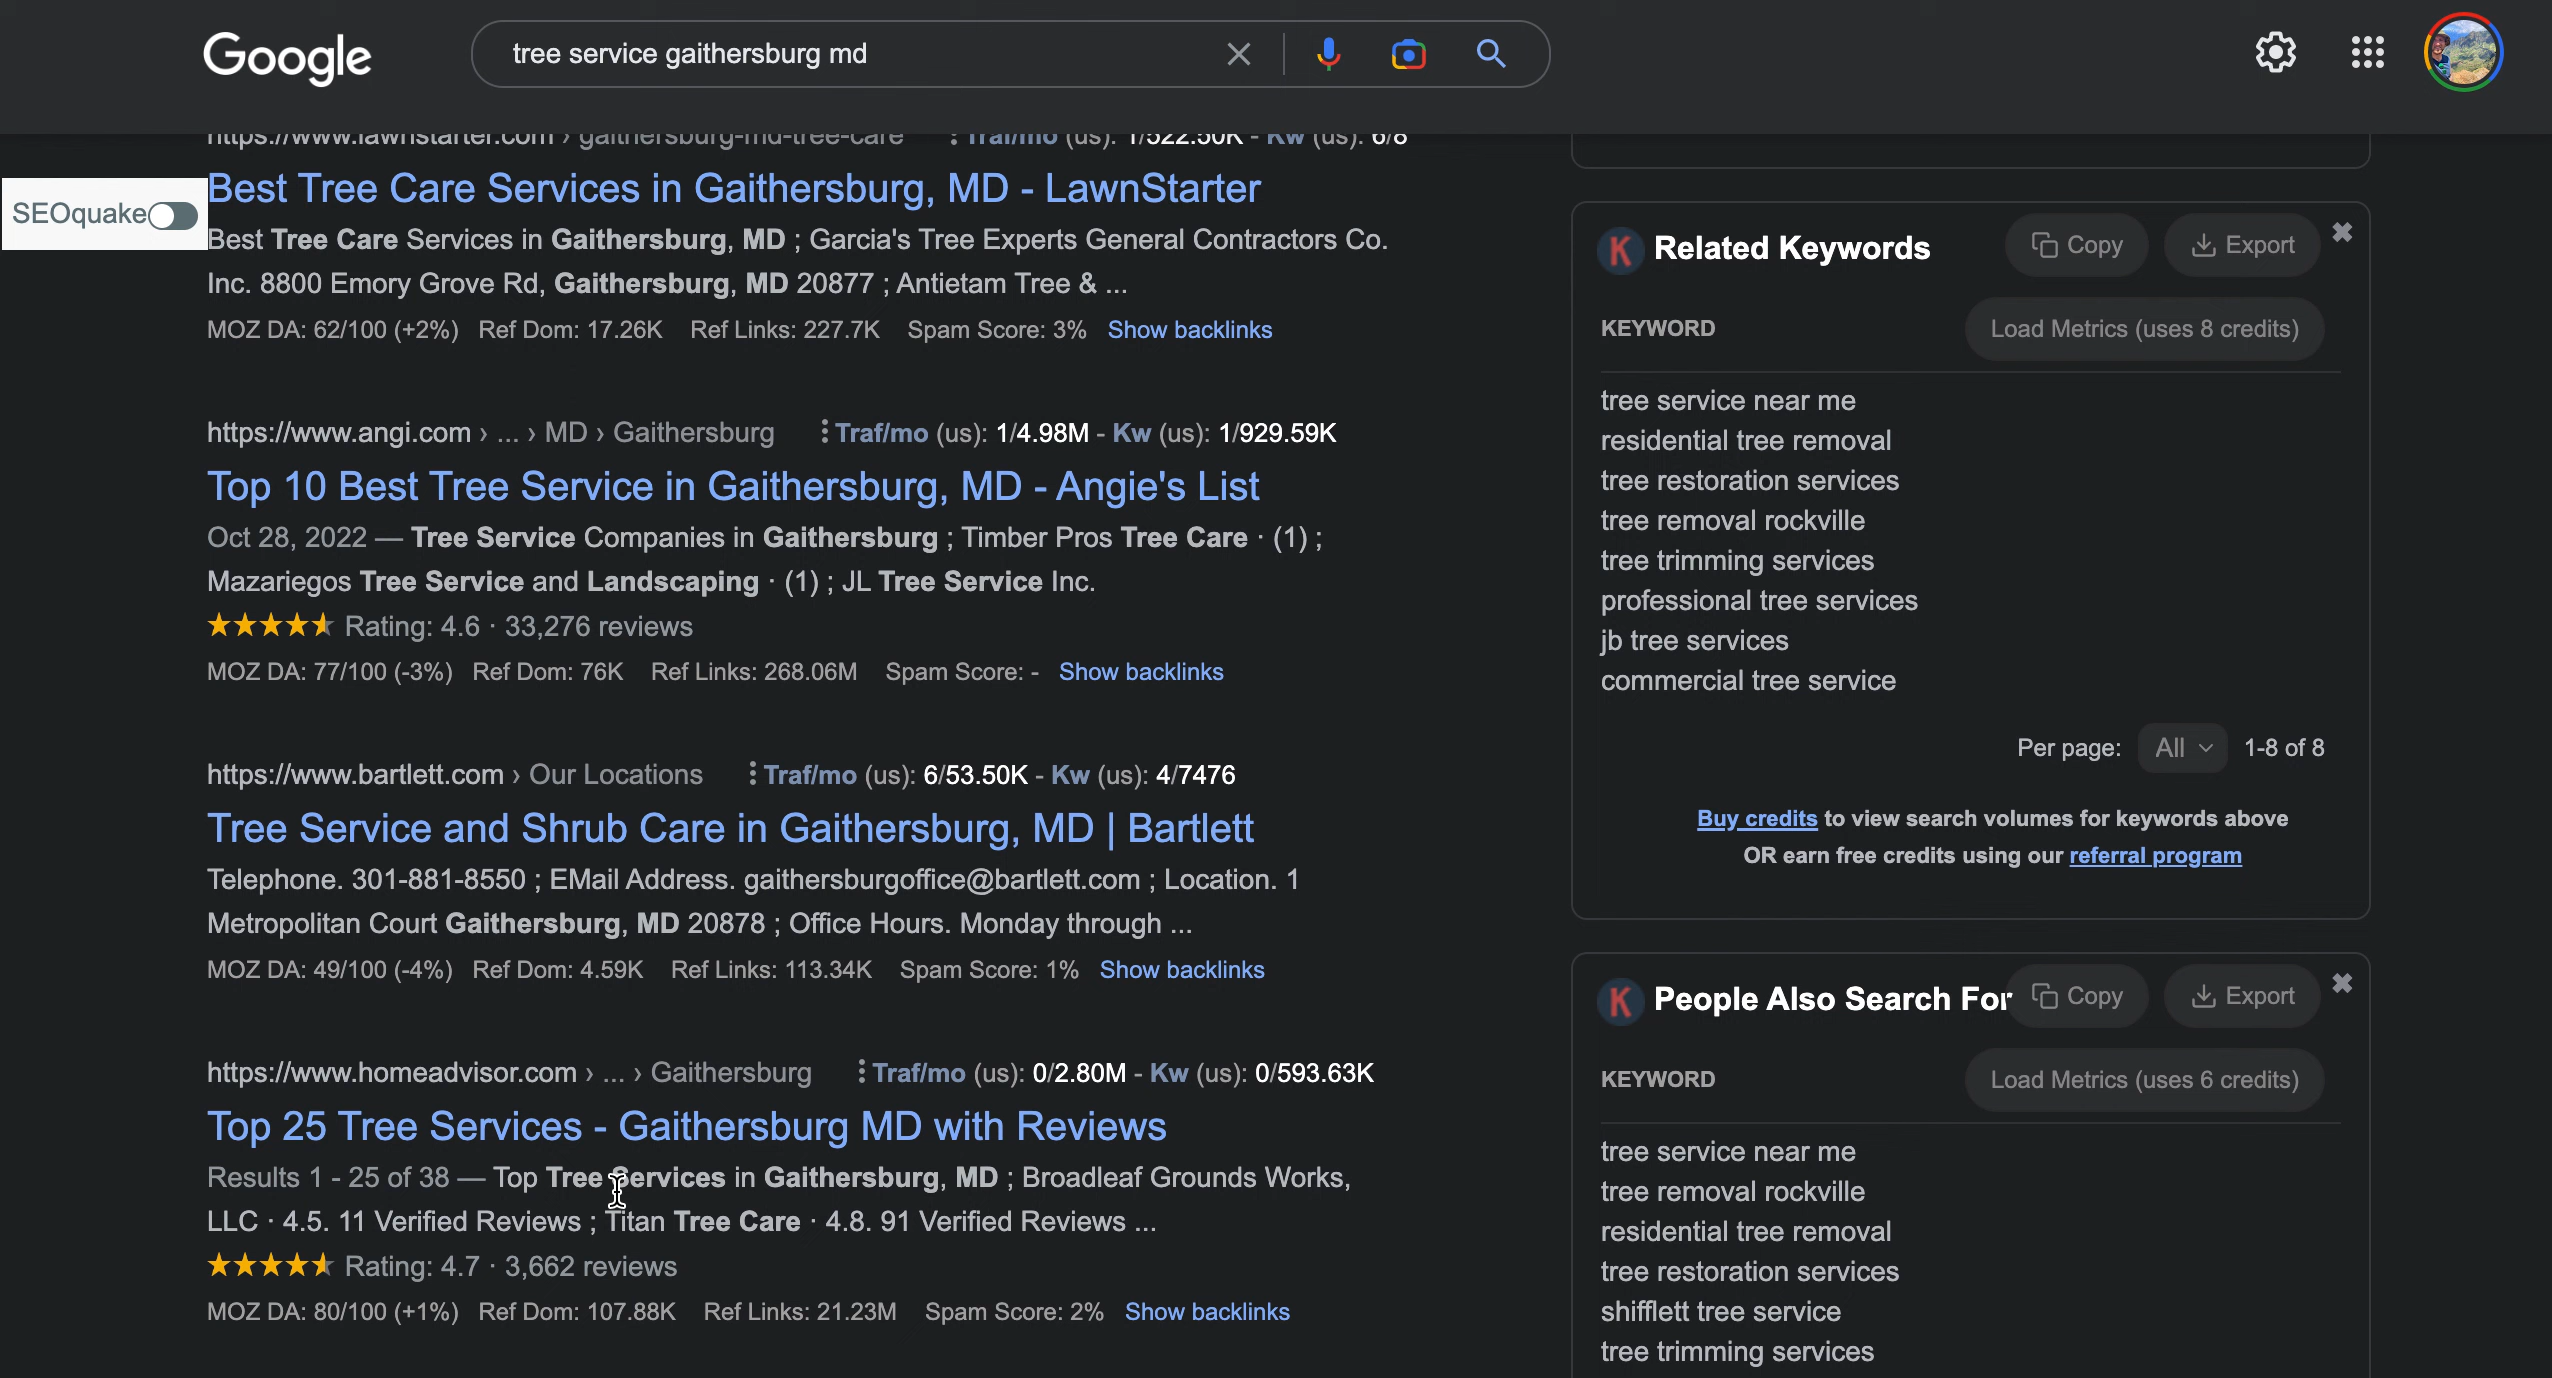 Google
tree service gaithersburg md
https://www.lawnstarter.com › gaithersburg-md-tree-care
Traf/mo (us): 1/522.50K - Kw (us): 6/8
SEOquake
Best Tree Care Services in Gaithersburg, MD - LawnStarter
Best Tree Care Services in Gaithersburg, MD ; Garcia's Tree Experts General Contractors Co.
Inc. 8800 Emory Grove Rd, Gaithersburg, MD 20877 ; Antietam Tree & ...
MOZ DA: 62/100 (+2%) Ref Dom: 17.26K Ref Links: 227.7K Spam Score: 3% Show backlinks
https://www.angi.com › ... › MD › Gaithersburg
Traf/mo (us): 1/4.98M - Kw (us): 1/929.59K
Top 10 Best Tree Service in Gaithersburg, MD - Angie's List
Oct 28, 2022 — Tree Service Companies in Gaithersburg ; Timber Pros Tree Care · (1) ;
Mazariegos Tree Service and Landscaping · (1) ; JL Tree Service Inc.
Rating: 4.6 · 33,276 reviews
MOZ DA: 77/100 (-3%) Ref Dom: 76K Ref Links: 268.06M Spam Score: - Show backlinks
https://www.bartlett.com › Our Locations
Traf/mo (us): 6/53.50K - Kw (us): 4/7476
Tree Service and Shrub Care in Gaithersburg, MD | Bartlett
Telephone. 301-881-8550 ; EMail Address. gaithersburgoffice@bartlett.com ; Location. 1
Metropolitan Court Gaithersburg, MD 20878 ; Office Hours. Monday through ...
MOZ DA: 49/100 (-4%) Ref Dom: 4.59K Ref Links: 113.34K Spam Score: 1% Show backlinks
https://www.homeadvisor.com › ... › Gaithersburg
Traf/mo (us): 0/2.80M - Kw (us): 0/593.63K
Top 25 Tree Services - Gaithersburg MD with Reviews
Results 1 - 25 of 38 — Top Tree Services in Gaithersburg, MD ; Broadleaf Grounds Works,
LLC · 4.5. 11 Verified Reviews ; Titan Tree Care · 4.8. 91 Verified Reviews ...
Rating: 4.7 · 3,662 reviews
MOZ DA: 80/100 (+1%) Ref Dom: 107.88K Ref Links: 21.23M Spam Score: 2% Show backlinks
K Related Keywords
Copy
Export
KEYWORD
Load Metrics (uses 8 credits)
tree service near me
residential tree removal
tree restoration services
tree removal rockville
tree trimming services
professional tree services
jb tree services
commercial tree service
Per page: All 1-8 of 8
Buy credits to view search volumes for keywords above
OR earn free credits using our referral program
K People Also Search For
Copy
Export
KEYWORD
Load Metrics (uses 6 credits)
tree service near me
tree removal rockville
residential tree removal
tree restoration services
shifflett tree service
tree trimming services